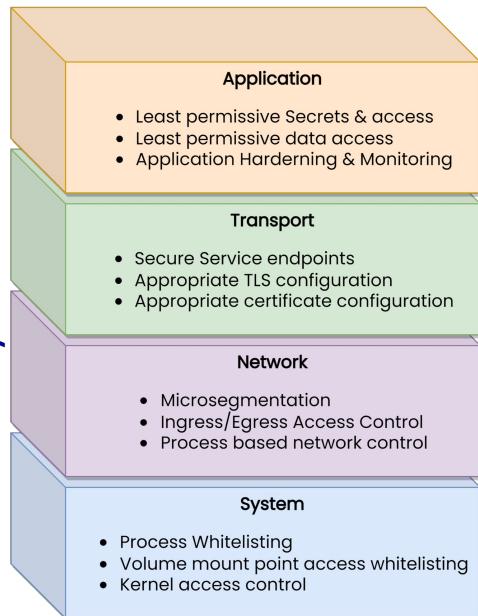 Application
• Least permissive Secrets & access
• Least permissive data access
• Application Harderning & Monitoring
Transport
• Secure Service endpoints
• Appropriate TLS configuration
• Appropriate certificate configuration
Network
• Microsegmentation
• Ingress/Egress Access Control
• Process based network control
System
• Process Whitelisting
• Volume mount point access whitelisting
• Kernel access control